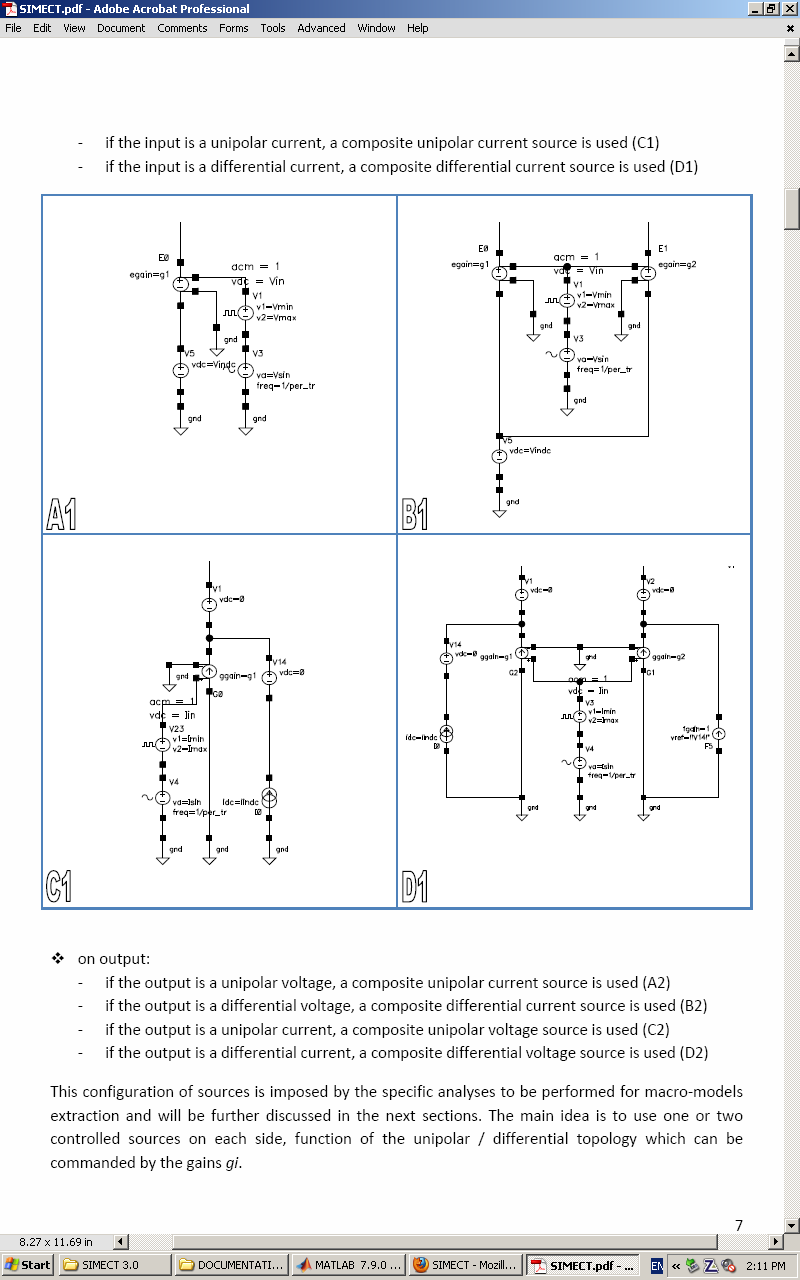 SIMECT.pdf - Adobe Acrobat Professional
File Edit View Document Comments Forms Tools Advanced Window Help
- if the input is a unipolar current, a composite unipolar current source is used (C1)
- if the input is a differential current, a composite differential current source is used (D1)
E0
egain=g1
acm = 1
vdc = Vin
V1
v1=Vmin
v2=Vmax
gnd
V5
vdc=Vindc
V3
va=Vsin
freq=1/per_tr
gnd
gnd
A1
E0
egain=g1
acm = 1
vdc = Vin
E1
egain=g2
V1
v1=Vmin
v2=Vmax
gnd
gnd
V3
va=Vsin
freq=1/per_tr
gnd
V5
vdc=Vindc
gnd
B1
V1
vdc=0
gnd
ggain=g1
G0
V14
vdc=0
acm = 1
vdc = Iin
V23
v1=Imin
v2=Imax
V4
va=Isin
freq=1/per_tr
idc=Iindc
I0
gnd
gnd
gnd
C1
V1
vdc=0
V2
vdc=0
V14
vdc=0
ggain=g1
G2
gnd
ggain=g2
G1
acm = 1
vdc = Iin
V3
v1=Imin
v2=Imax
idc=Iindc
I0
V4
va=Isin
freq=1/per_tr
fgain=1
vref="V14"
F5
gnd
gnd
gnd
D1
❖ on output:
- if the output is a unipolar voltage, a composite unipolar current source is used (A2)
- if the output is a differential voltage, a composite differential current source is used (B2)
- if the output is a unipolar current, a composite unipolar voltage source is used (C2)
- if the output is a differential current, a composite differential voltage source is used (D2)
This configuration of sources is imposed by the specific analyses to be performed for macro-models
extraction and will be further discussed in the next sections. The main idea is to use one or two
controlled sources on each side, function of the unipolar / differential topology which can be
commanded by the gains gi.
7
8.27 x 11.69 in
Start SIMECT 3.0 DOCUMENTATI... MATLAB 7.9.0 ... SIMECT - Mozill... SIMECT.pdf - ... EN « 2:11 PM